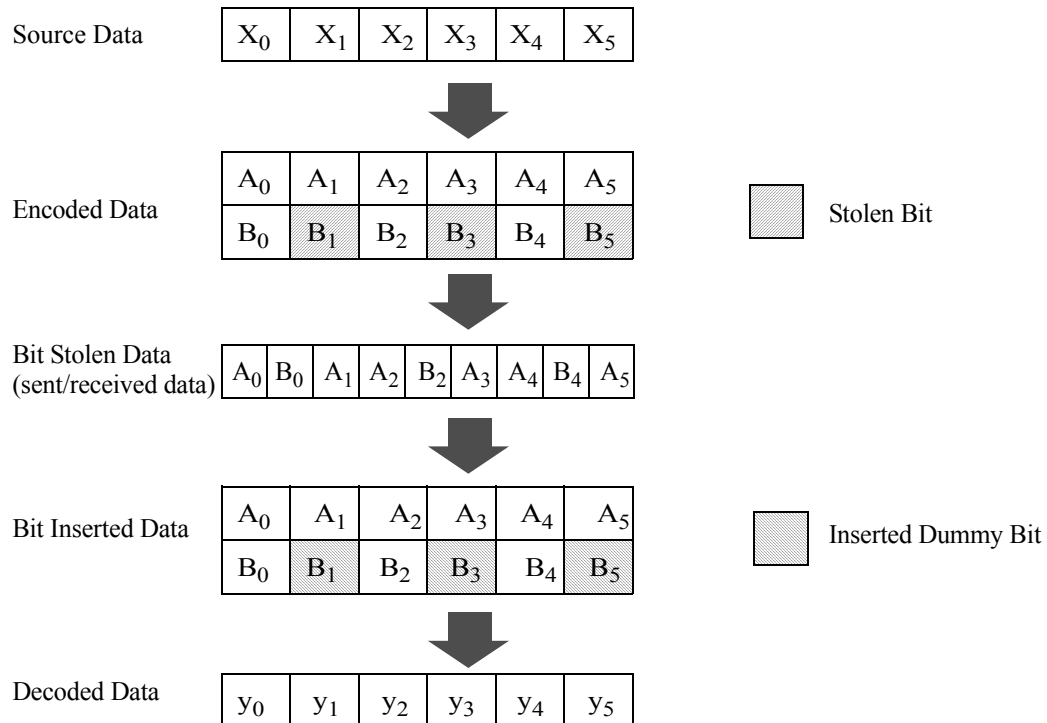 Source Data X₀ X₁ X₂ X₃ X₄ X₅
A₀ A₁ A₂ A₃ A₄ A₅
Encoded Data
B₀ B₁ B₂ B₃ B₄ B₅
Stolen Bit
Bit Stolen Data
(sent/received data)
A₀ B₀ A₁ A₂ B₂ A₃ A₄ B₄ A₅
A₀ A₁ A₂ A₃ A₄ A₅
Bit Inserted Data
B₀ B₁ B₂ B₃ B₄ B₅
Inserted Dummy Bit
Decoded Data y₀ y₁ y₂ y₃ y₄ y₅